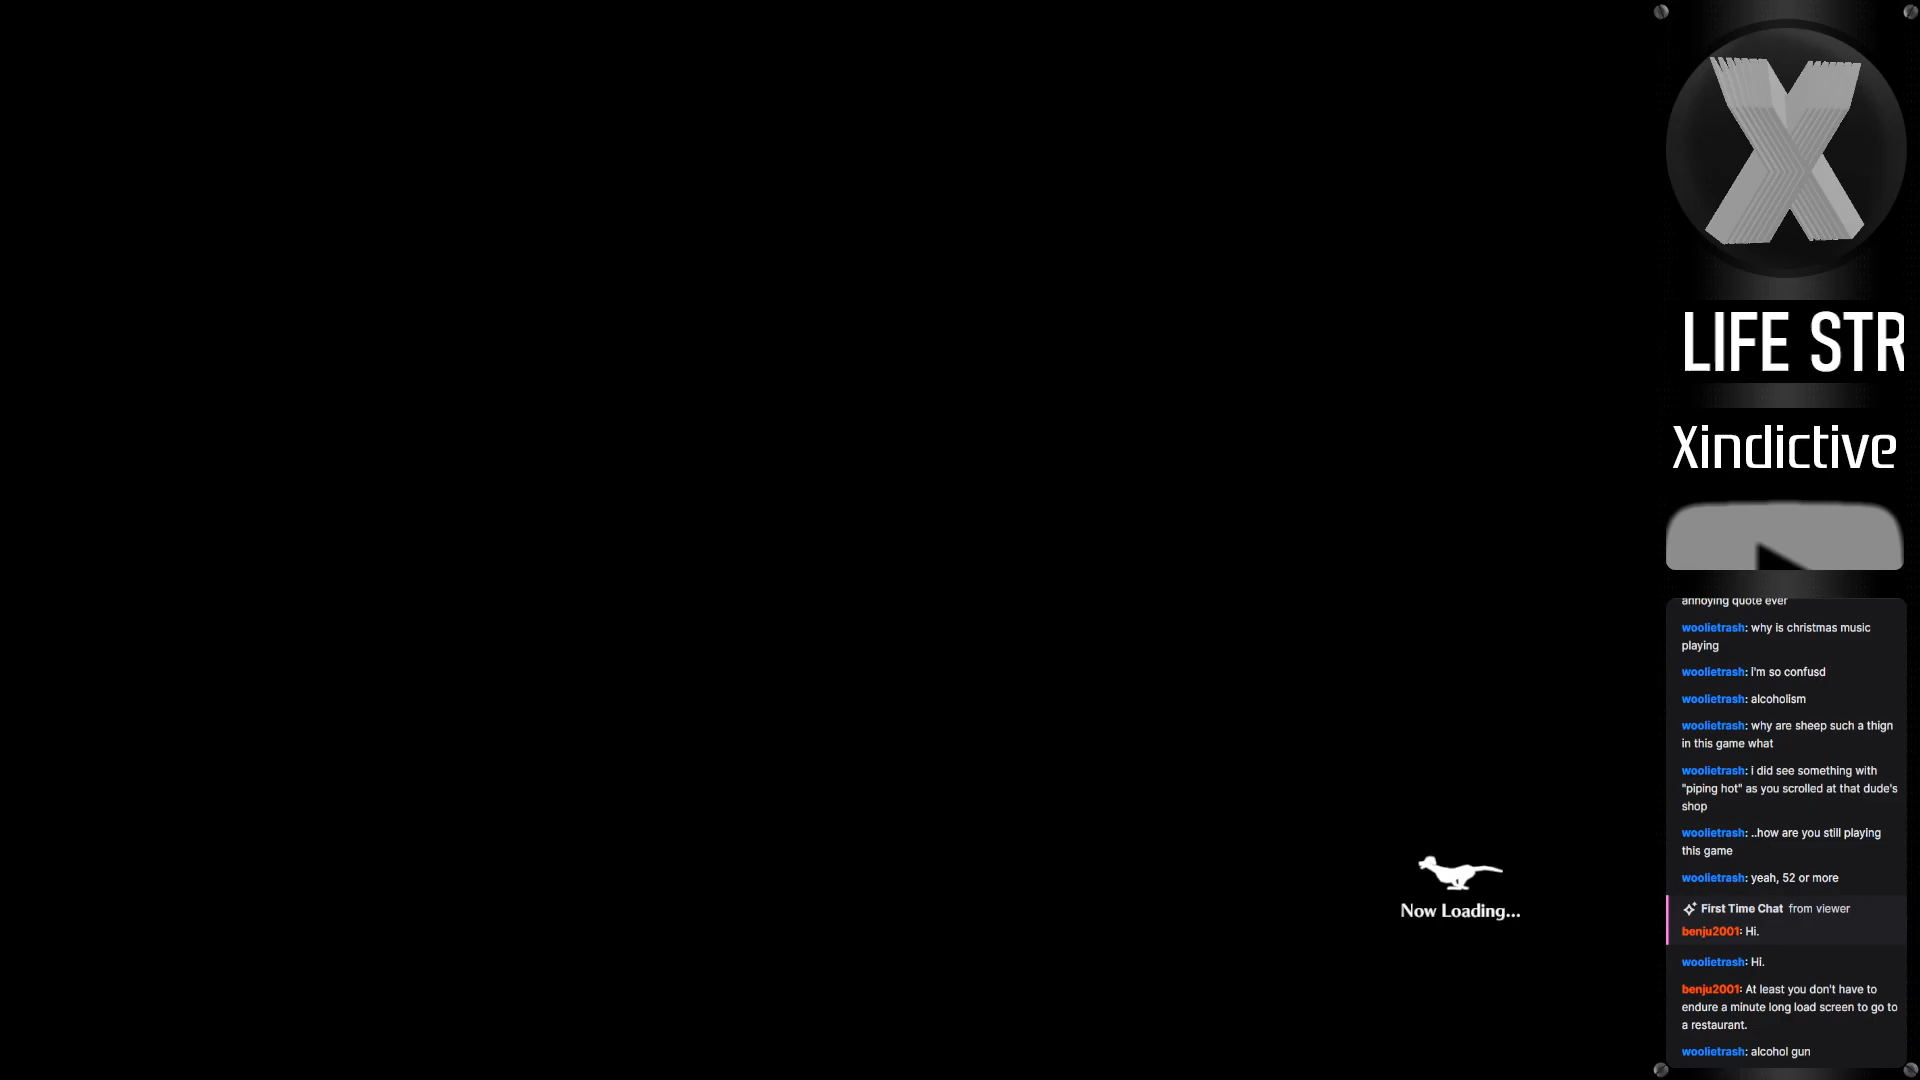 X
LIFE STR
Xindictive
annoying quote ever
woolietrash: why is christmas music
playing
woolietrash: i'm so confusd
woolietrash: alcoholism
woolietrash: why are sheep such a thign
in this game what
woolietrash: i did see something with
"piping hot" as you scrolled at that dude's
shop
woolietrash: ..how are you still playing
this game
woolietrash: yeah, 52 or more
First Time Chat from viewer
benju2001: Hi.
woolietrash: Hi.
benju2001: At least you don't have to
endure a minute long load screen to go to
a restaurant.
woolietrash: alcohol gun
Now Loading...